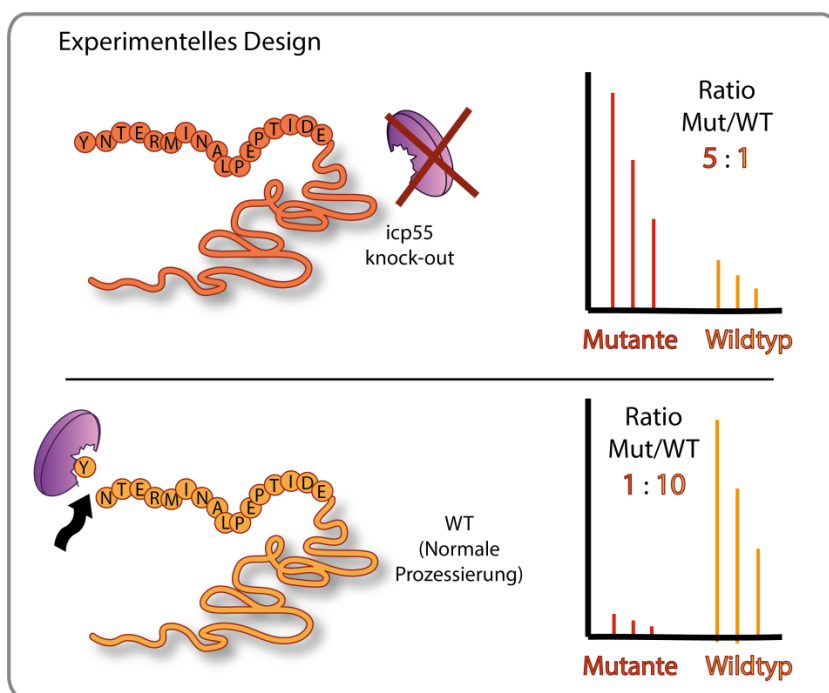 Experimentelles Design
YNTERMINALPEPTIDE
icp55
knock-out
Ratio
Mut/WT
5 : 1
Mutante Wildtyp
Y
NTERMINALPEPTIDE
WT
(Normale
Prozessierung)
Ratio
Mut/WT
1 : 10
Mutante Wildtyp